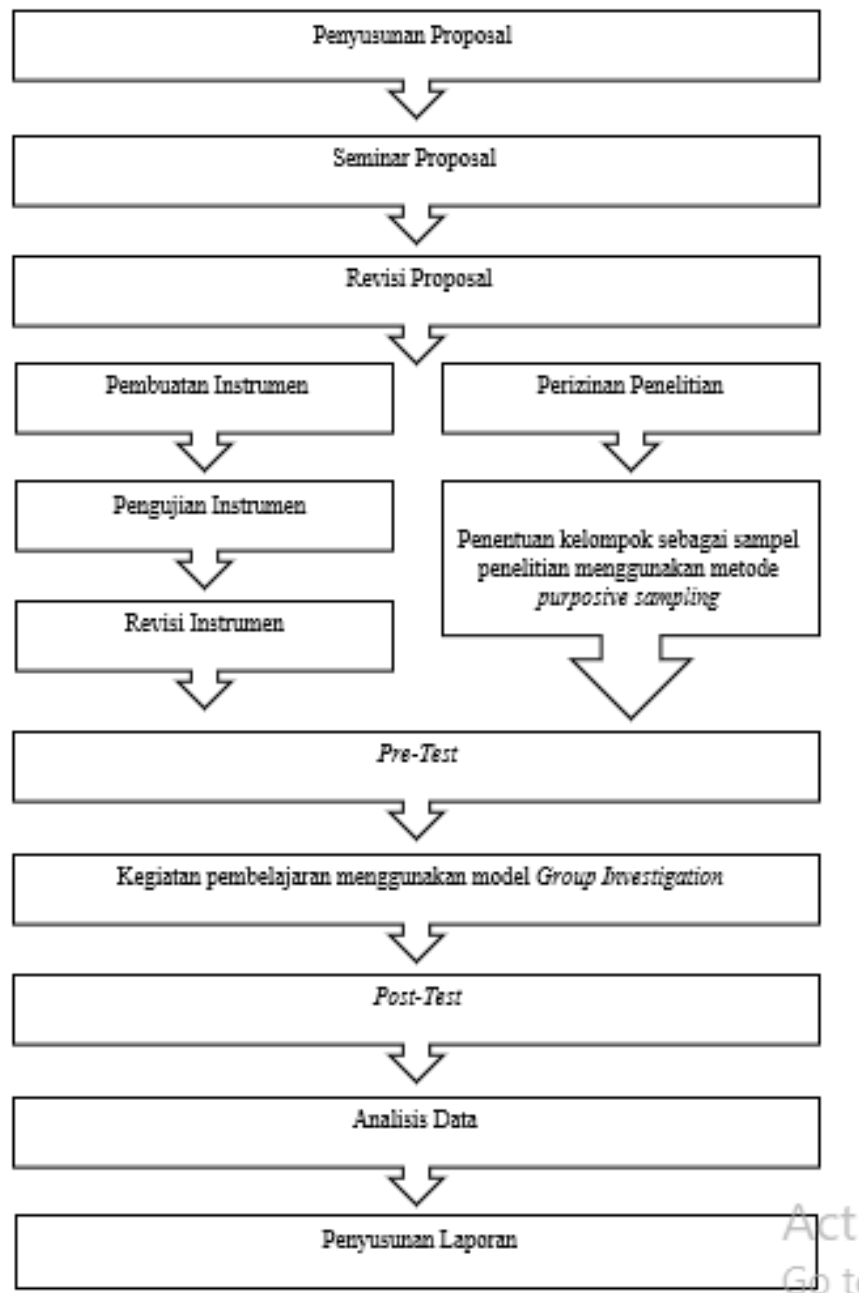 Penyusunan Proposal
Seminar Proposal
Revisi Proposal
Pembuatan Instrumen
Perizinan Penelitian
Pengujian Instrumen
Penentuan kelompok sebagai sampel
penelitian menggunakan metode
purposive sampling
Revisi Instrumen
Pre-Test
Kegiatan pembelajaran menggunakan model Group Investigation
Post-Test
Analisis Data
Penyusunan Laporan
Act
Go to